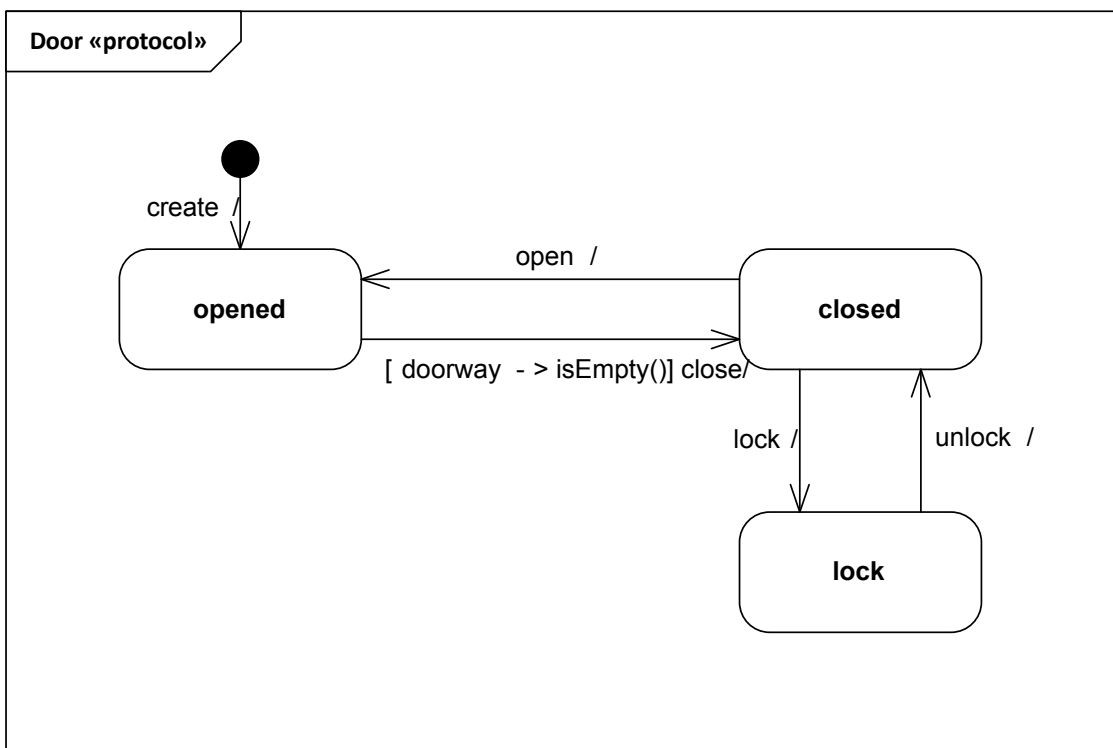 Door «protocol»
create /
open /
opened
closed
[ doorway - > isEmpty()] close/
lock /
unlock /
lock